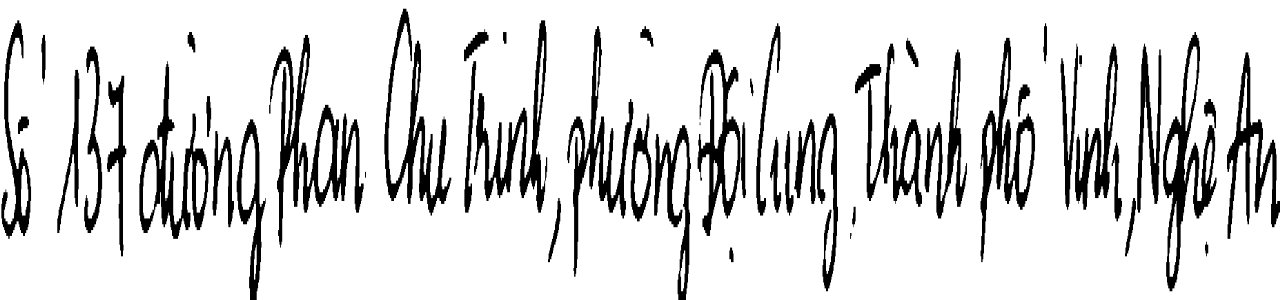 Số 137 đường Phan Chu Trinh, phường Đội Cung, Thành phố Vinh, Nghệ An